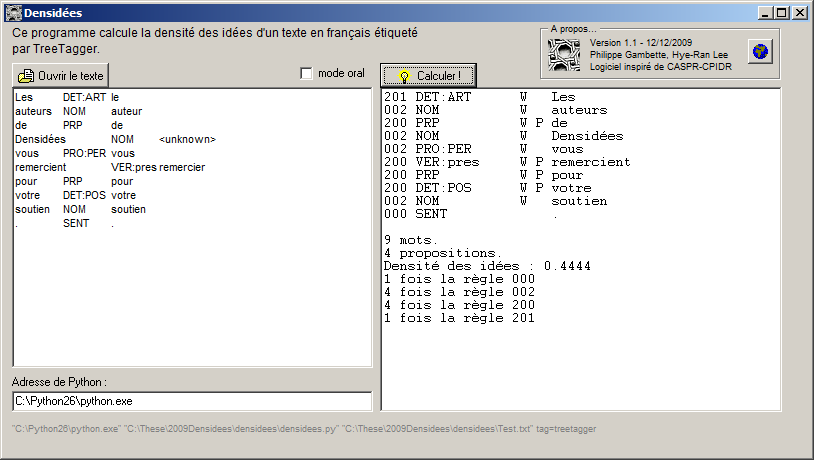 Densidées
Ce programme calcule la densité des idées d'un texte en français étiqueté
par TreeTagger.
A propos...
Version 1.1 - 12/12/2009
Philippe Gambette, Hye-Ran Lee
Logiciel inspiré de CASPR-CPIDR
Ouvrir le texte
mode oral
Calculer !
Les DET:ART le
auteurs NOM auteur
de PRP de
Densidées NOM <unknown>
vous PRO:PER vous
remercient VER:pres remercier
pour PRP pour
votre DET:POS votre
soutien NOM soutien
. SENT .
201 DET:ART W Les
002 NOM W auteurs
200 PRP W P de
002 NOM W Densidées
002 PRO:PER W vous
200 VER:pres W P remercient
200 PRP W P pour
200 DET:POS W P votre
002 NOM W soutien
000 SENT .
9 mots.
4 propositions.
Densité des idées : 0.4444
1 fois la règle 000
4 fois la règle 002
4 fois la règle 200
1 fois la règle 201
Adresse de Python :
C:\Python26\python.exe
"C:\Python26\python.exe" "C:\These\2009Densidees\densidees\densidees.py" "C:\These\2009Densidees\densidees\Test.txt" tag=treetagger